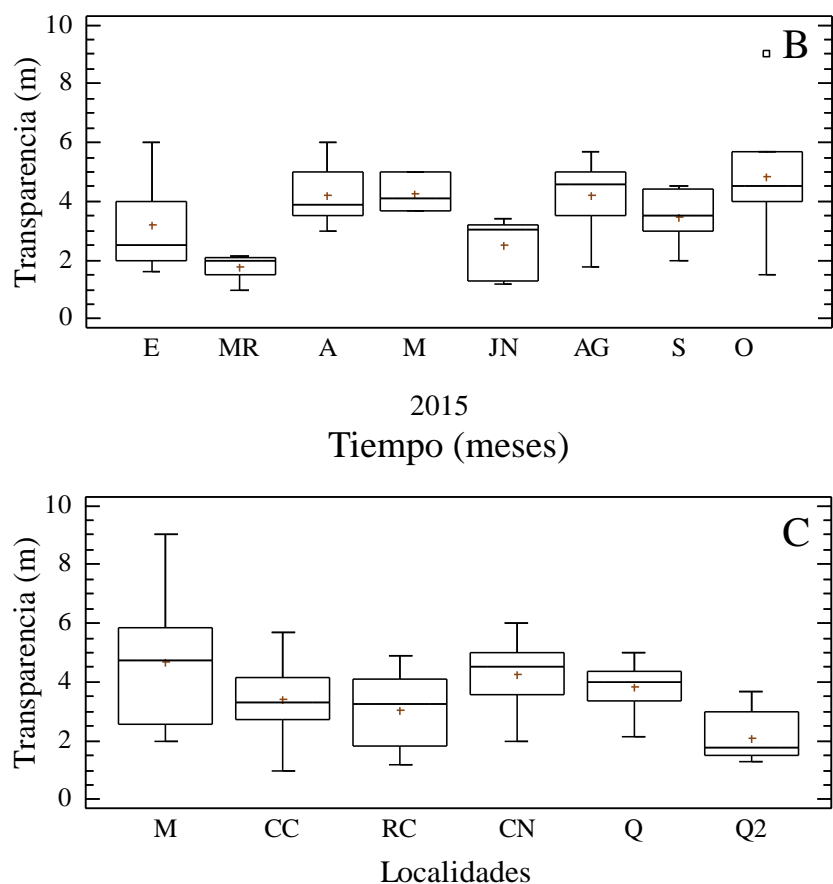 B
Transparencia (m)
10
8
6
4
2
0
E MR A M JN AG S O
2015
Tiempo (meses)
C
Transparencia (m)
10
8
6
4
2
0
M CC RC CN Q Q2
Localidades